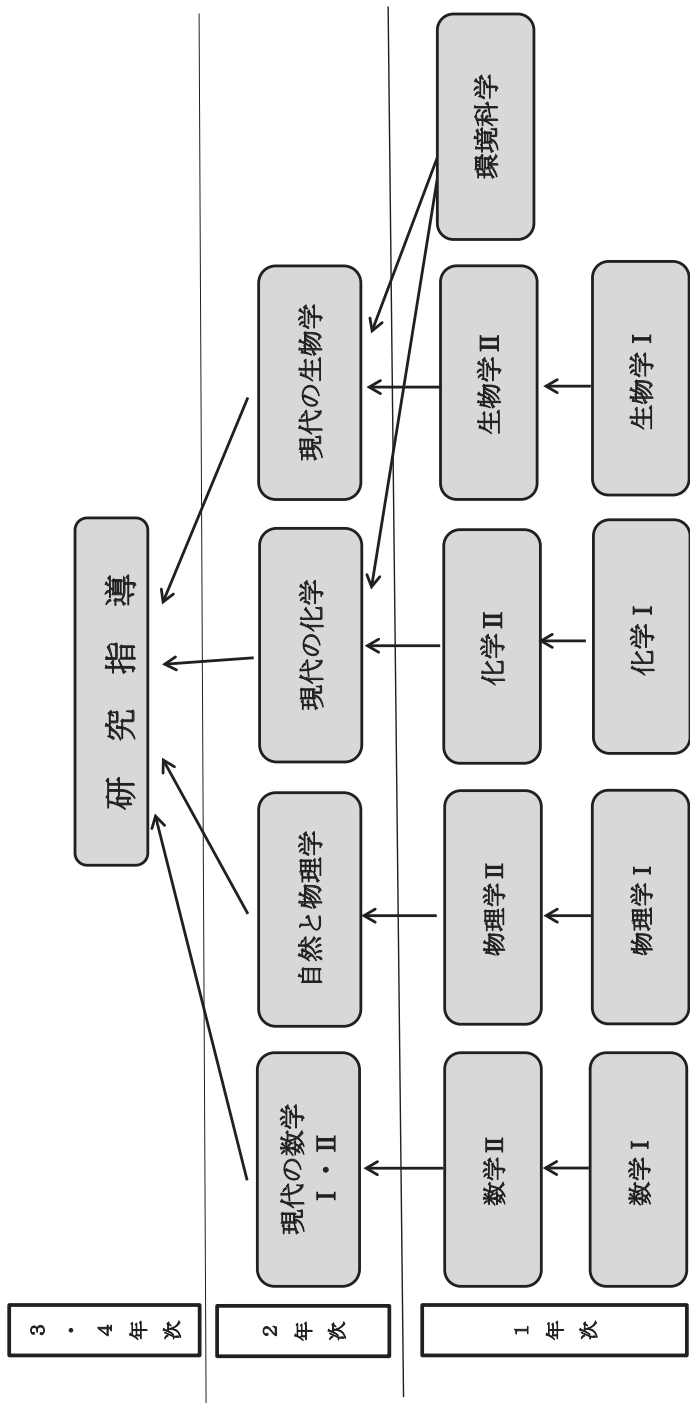 3・4年次
研究指導
2年次
現代の数学
Ⅰ・Ⅱ
自然と物理学
現代の化学
現代の生物学
1年次
数学Ⅱ
物理学Ⅱ
化学Ⅱ
生物学Ⅱ
環境科学
数学Ⅰ
物理学Ⅰ
化学Ⅰ
生物学Ⅰ